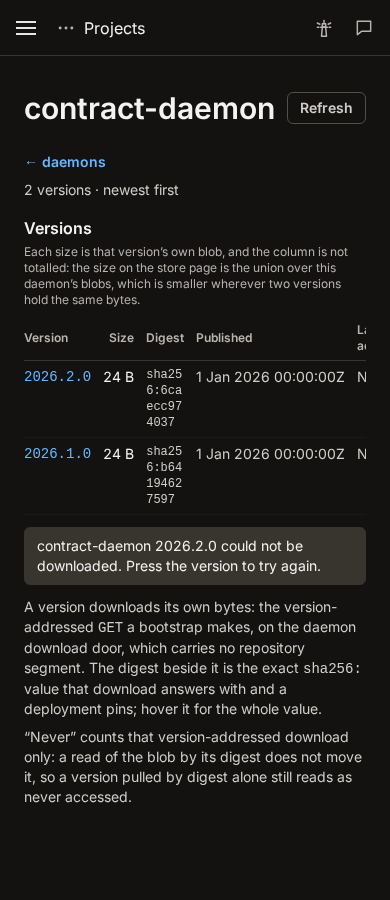 Projects
contract-daemon
Refresh
← daemons
2 versions · newest first
Versions
Each size is that version’s own blob, and the column is not
totalled: the size on the store page is the union over this
daemon’s blobs, which is smaller wherever two versions
hold the same bytes.
Version Size Digest Published
2026.2.0 24 B sha25 1 Jan 2026 00:00:00Z
6:6ca
ecc97
4037
2026.1.0 24 B sha25 1 Jan 2026 00:00:00Z
6:b64
19462
7597
contract-daemon 2026.2.0 could not be
downloaded. Press the version to try again.
A version downloads its own bytes: the version-
addressed GET a bootstrap makes, on the daemon
download door, which carries no repository
segment. The digest beside it is the exact sha256:
value that download answers with and a
deployment pins; hover it for the whole value.
“Never” counts that version-addressed download
only: a read of the blob by its digest does not move
it, so a version pulled by digest alone still reads as
never accessed.